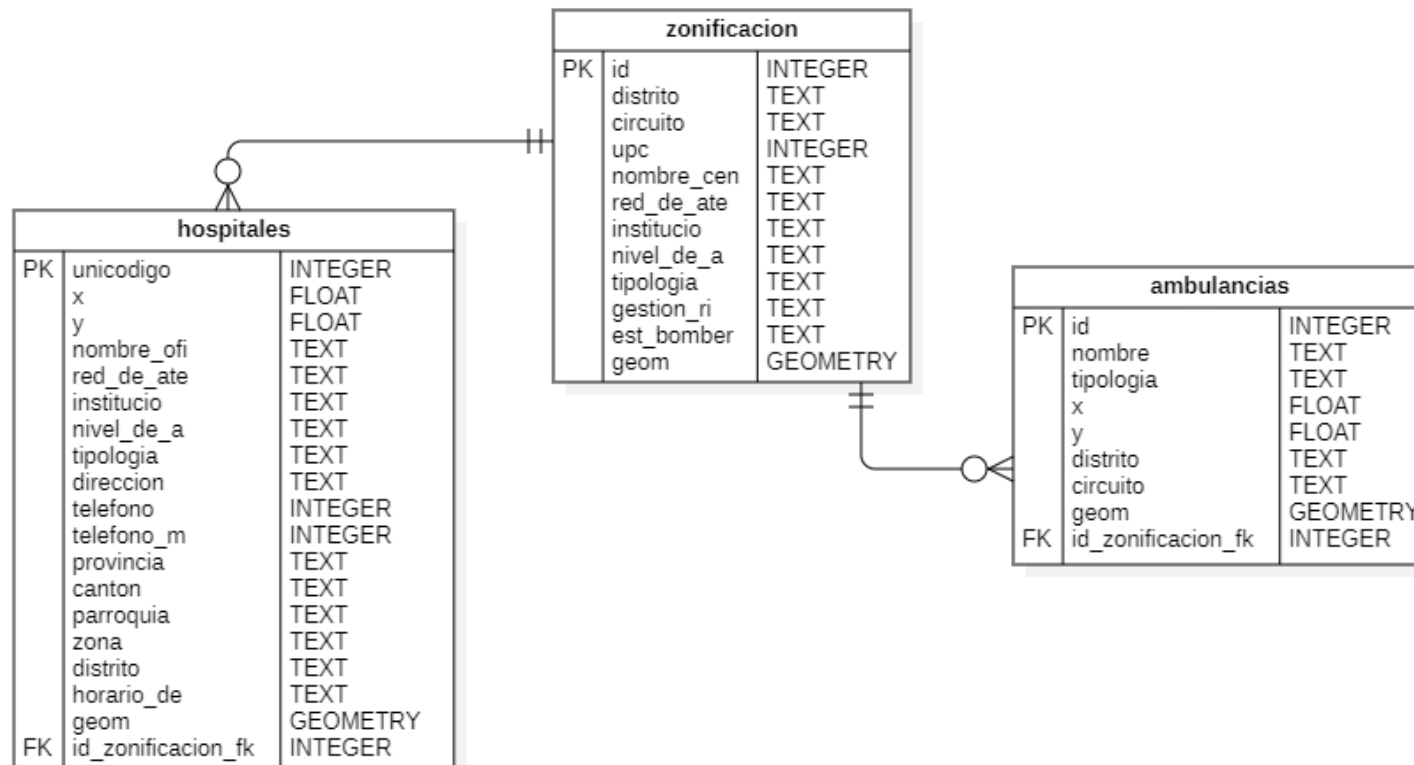 zonificacion
PK id INTEGER
distrito TEXT
circuito TEXT
upc INTEGER
nombre_cen TEXT
red_de_ate TEXT
institucio TEXT
nivel_de_a TEXT
tipologia TEXT
gestion_ri TEXT
est_bomber TEXT
geom GEOMETRY
hospitales
PK unicodigo INTEGER
x FLOAT
y FLOAT
nombre_ofi TEXT
red_de_ate TEXT
institucio TEXT
nivel_de_a TEXT
tipologia TEXT
direccion TEXT
telefono INTEGER
telefono_m INTEGER
provincia TEXT
canton TEXT
parroquia TEXT
zona TEXT
distrito TEXT
horario_de TEXT
geom GEOMETRY
FK id_zonificacion_fk INTEGER
ambulancias
PK id INTEGER
nombre TEXT
tipologia TEXT
x FLOAT
y FLOAT
distrito TEXT
circuito TEXT
geom GEOMETRY
FK id_zonificacion_fk INTEGER